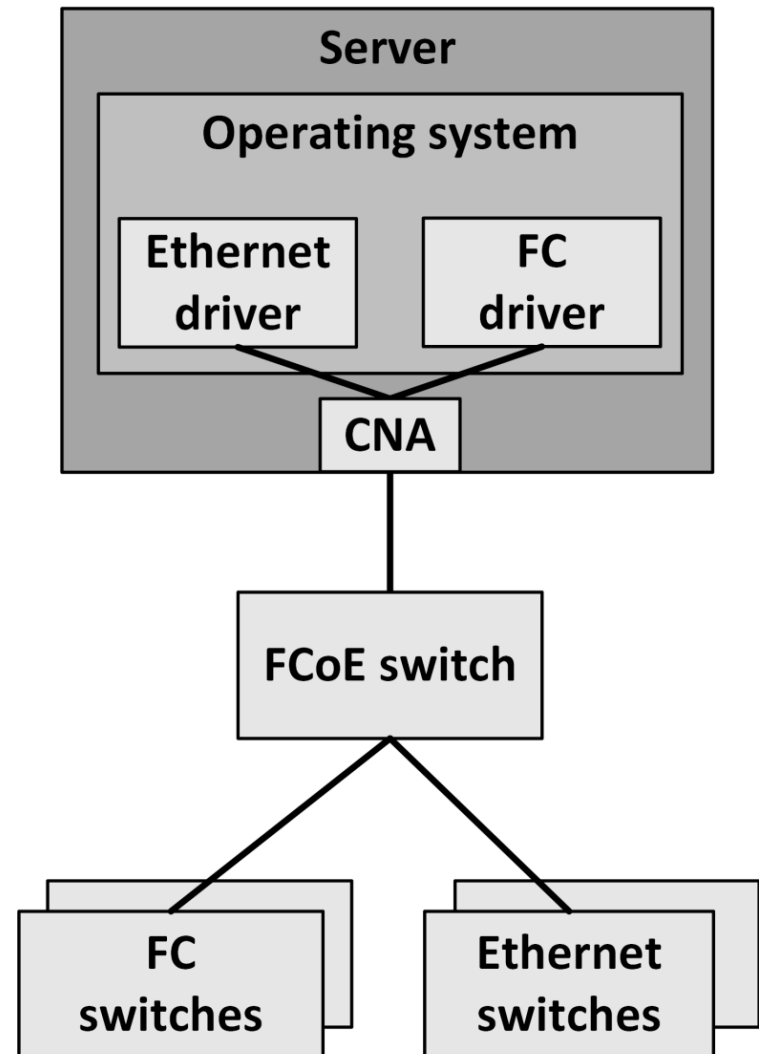 Server
Operating system
Ethernet
driver
FC
driver
CNA
FCoE switch
FC
switches
Ethernet
switches